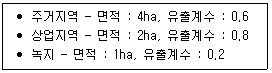 • 주거지역 - 면적 : 4ha, 유출계수 : 0.6
• 상업지역 - 면적 : 2ha, 유출계수 : 0.8
• 녹지 - 면적 : 1ha, 유출계수 : 0.2